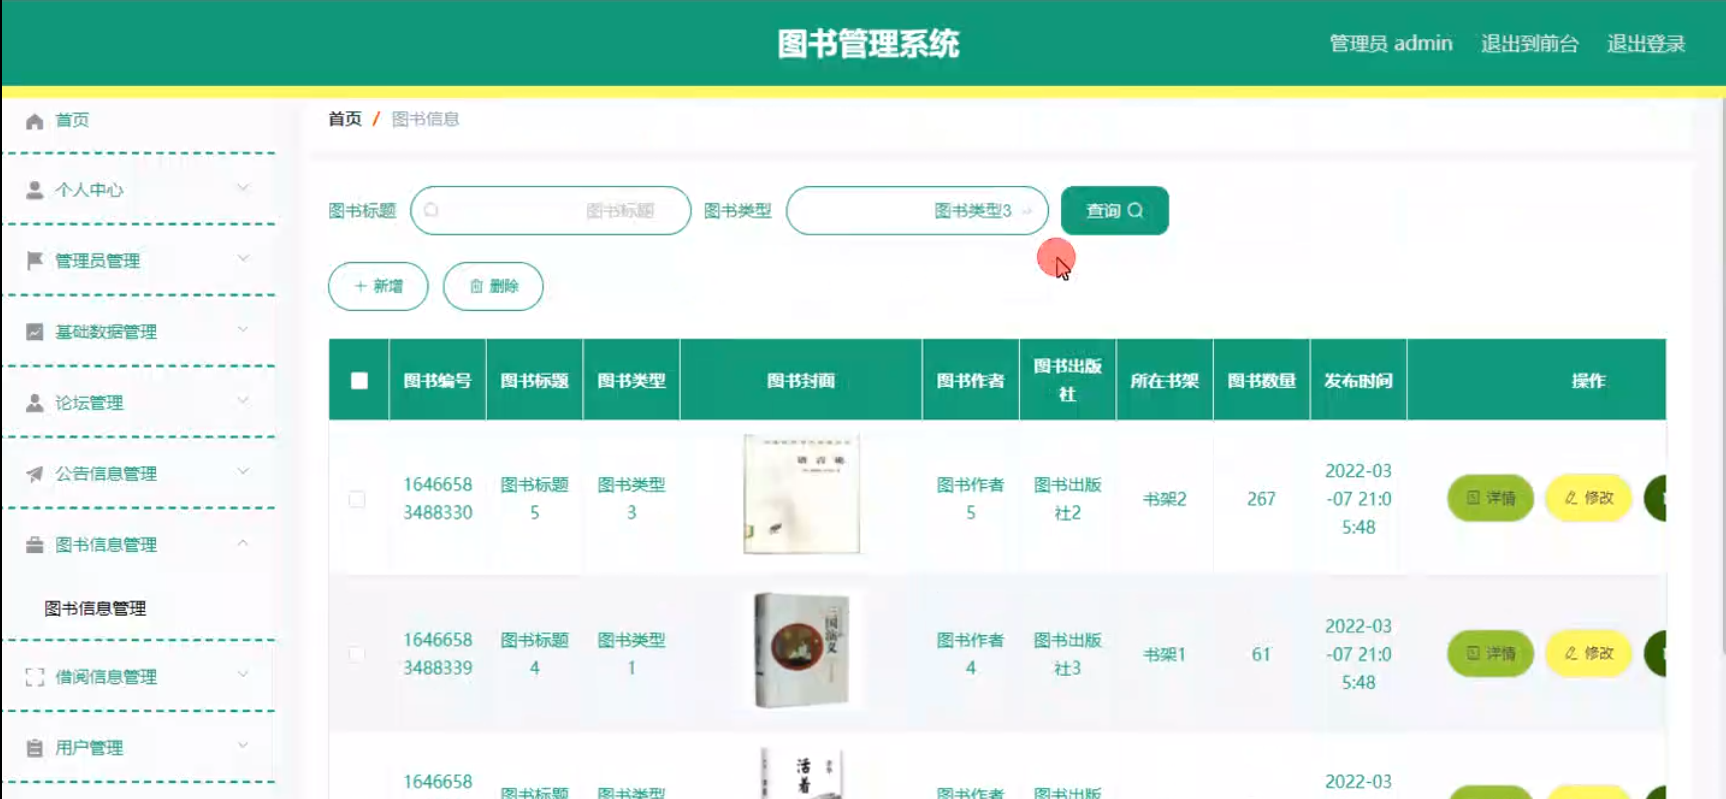 图书管理系统
管理员 admin 退出到前台 退出登录
首页
个人中心
管理员管理
基础数据管理
论坛管理
公告信息管理
图书信息管理
图书信息管理
借阅信息管理
用户管理
首页 / 图书信息
图书标题 图书标题 图书类型 图书类型3 查询
新增 删除
图书编号 图书标题 图书类型 图书封面 图书作者 图书出版社 所在书架 图书数量 发布时间 操作
16466583488330 图书标题5 图书类型3 图书作者5 图书出版社2 书架2 267 2022-03-07 21:05:48 详情 修改
16466583488339 图书标题4 图书类型1 三国演义 图书作者4 图书出版社3 书架1 61 2022-03-07 21:05:48 详情 修改
1646658 图书标题 图书类型 活着 图书作者 图书出版 2022-03